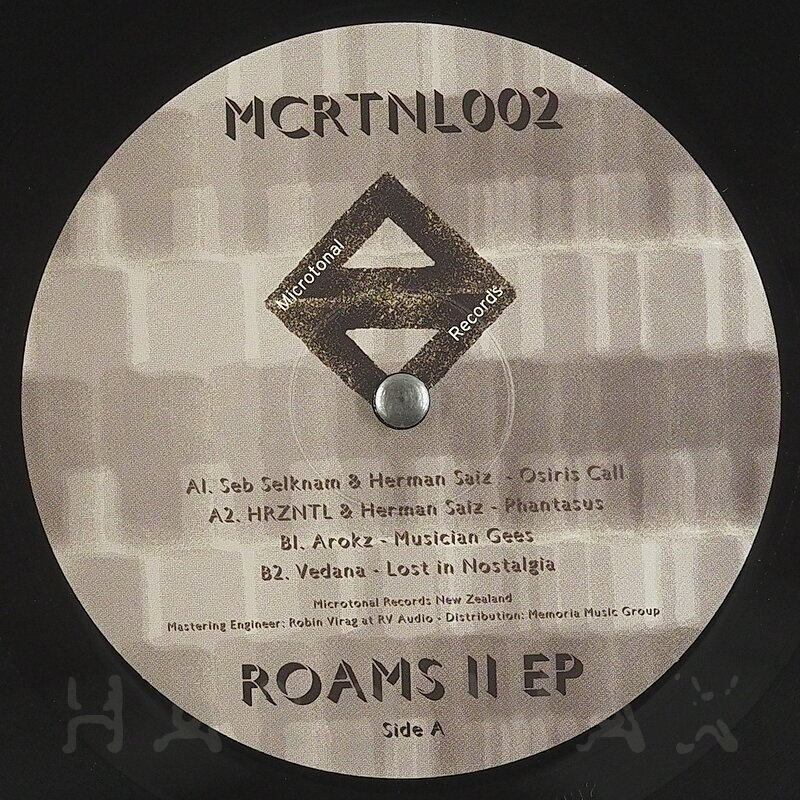 MCRTNL002
Microtonal
Records
A1. Seb Selknam & Herman Saiz - Osiris Call
A2. HRZNTL & Herman Saiz - Phantasus
B1. Arokz - Musician Gees
B2. Vedana - Lost in Nostalgia
Microtonal Records New Zealand
Mastering Engineer: Robin Virag at RV Audio - Distribution: Memoria Music Group
ROAMS II EP
Side A